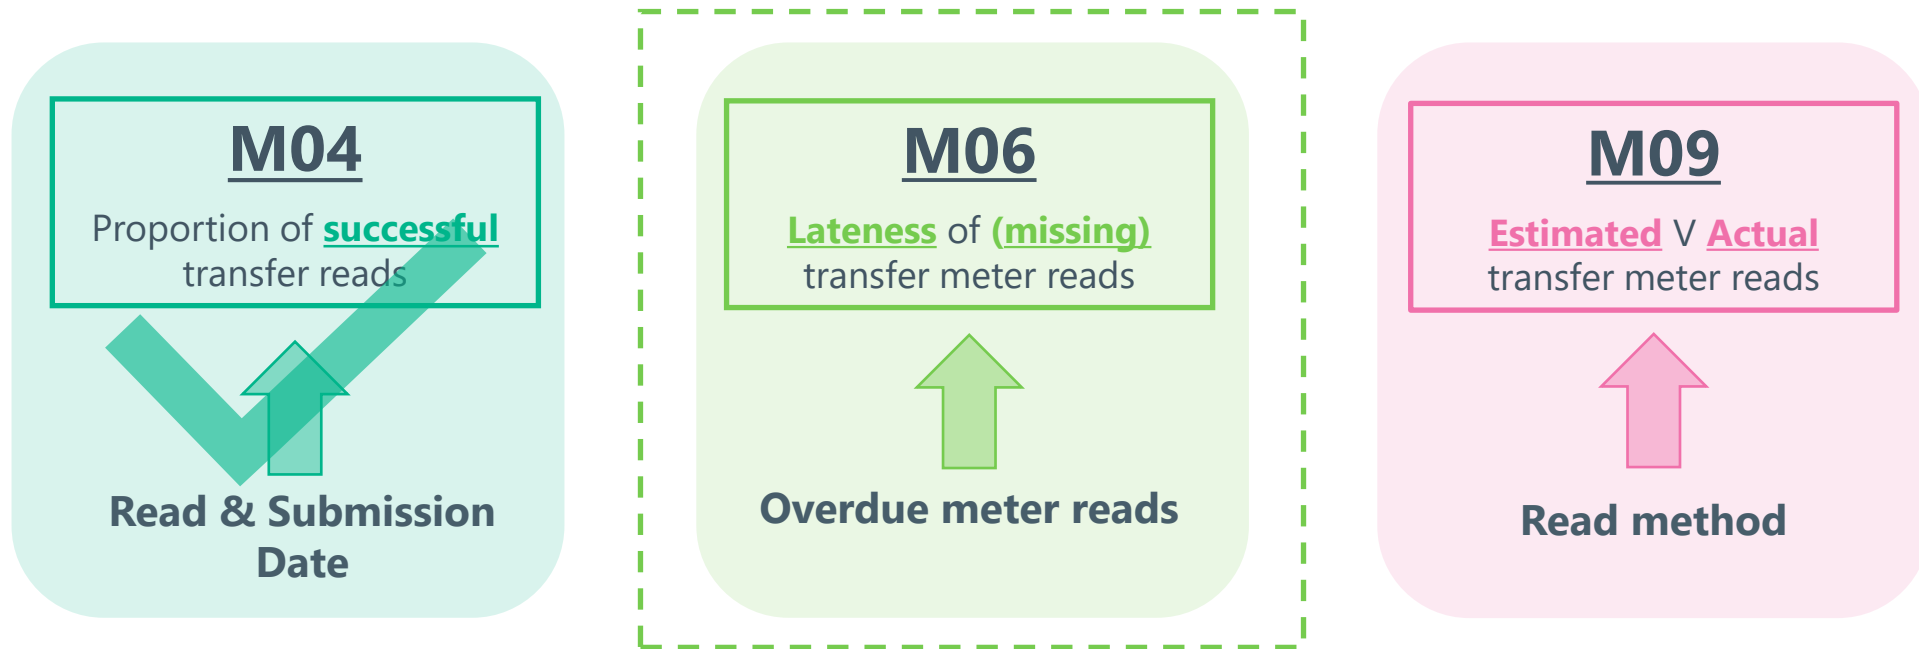 M04
Proportion of successful
transfer reads
Read & Submission
Date
M06
Lateness of (missing)
transfer meter reads
Overdue meter reads
M09
Estimated V Actual
transfer meter reads
Read method